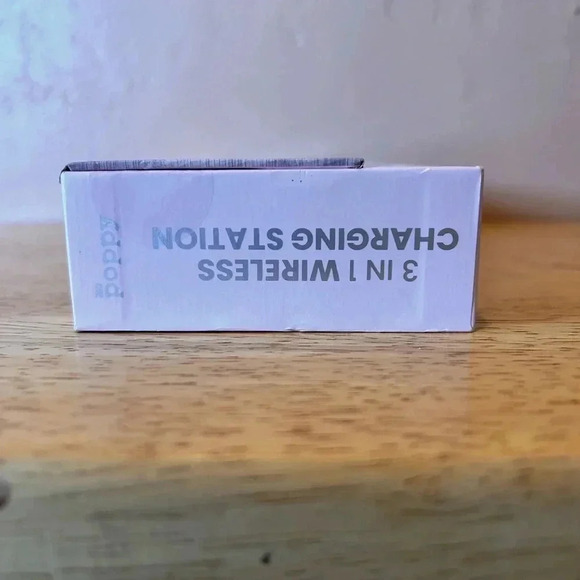 3 IN 1 WIRELESS
CHARGING STATION